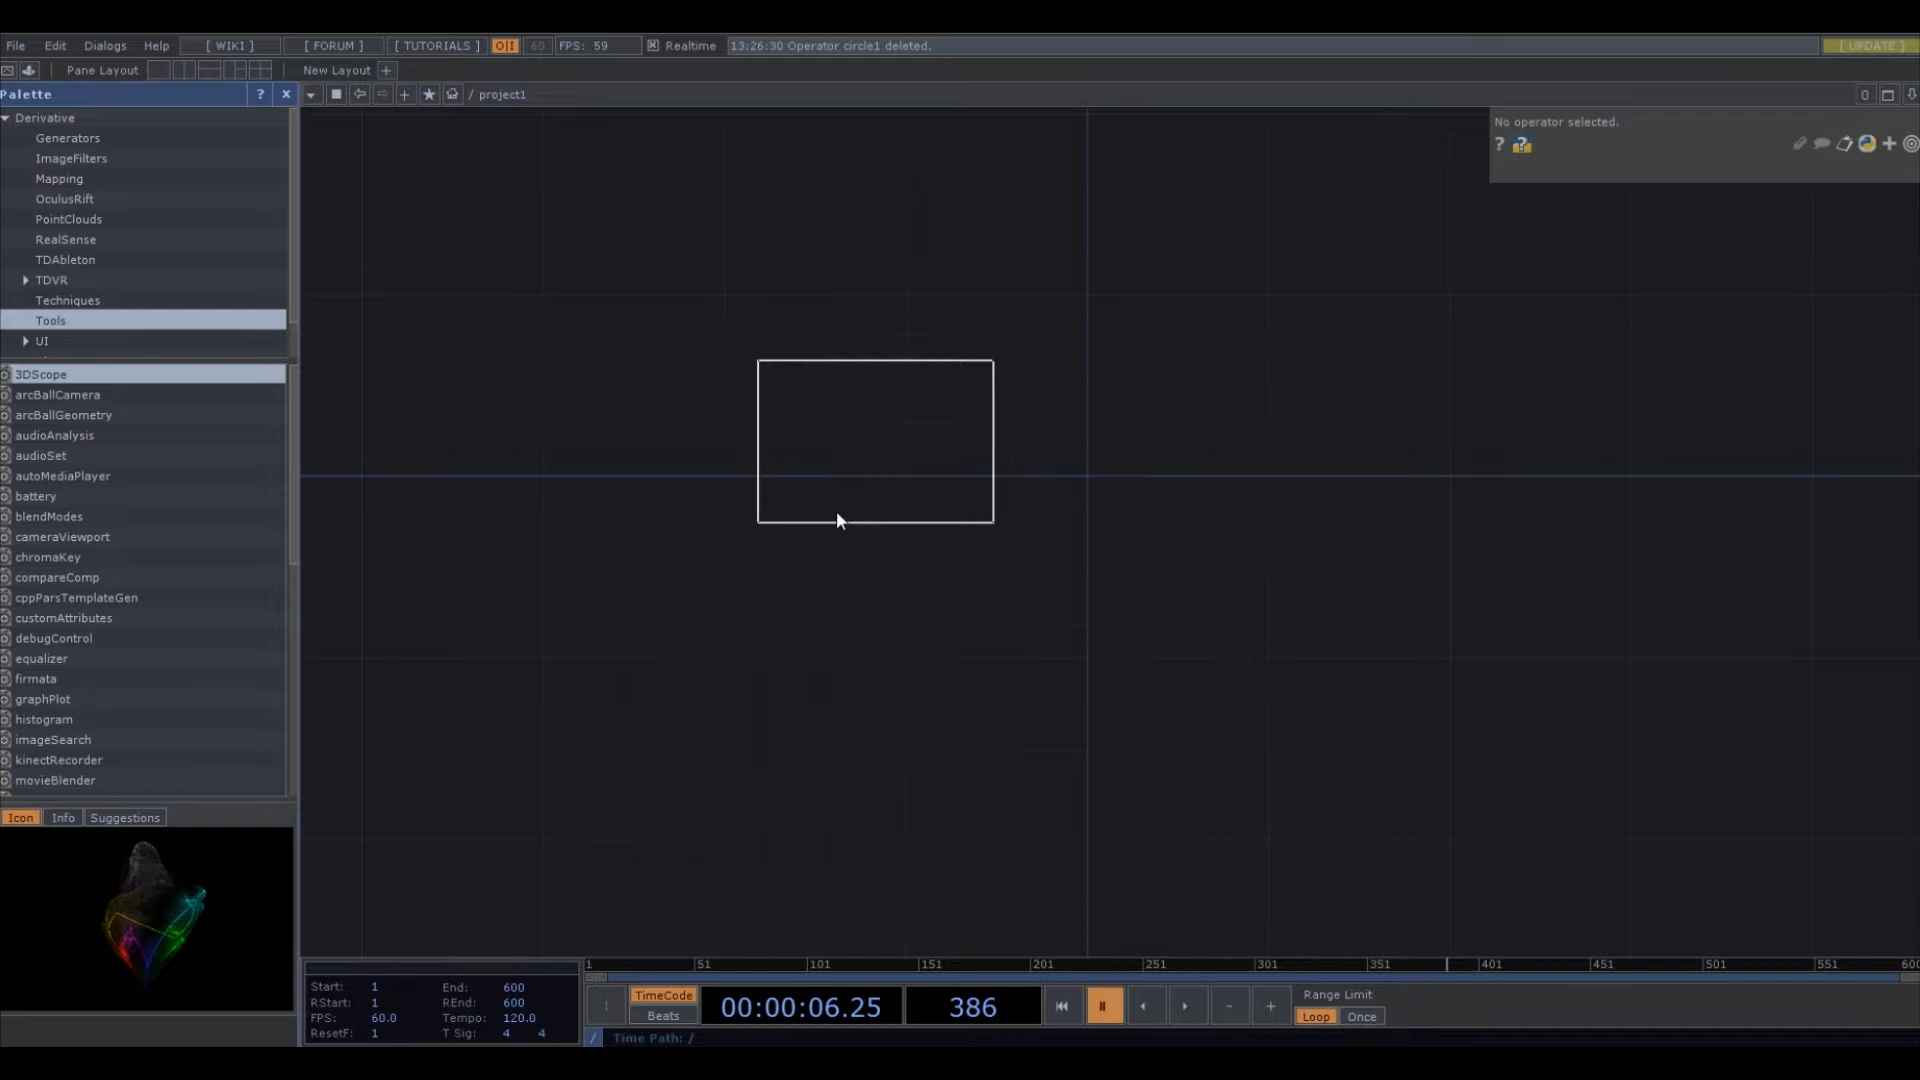 File Edit Dialogs Help [ WIKI ] [ FORUM ] [ TUTORIALS ] O|I 60 FPS: 59 Realtime 13:26:30 Operator circle1 deleted. [ UPDATE ]
Pane Layout New Layout +
Palette ? x / project1 0
Derivative
No operator selected.
Generators
ImageFilters
Mapping
OculusRift
PointClouds
RealSense
TDAbleton
TDVR
Techniques
Tools
UI
3DScope
arcBallCamera
arcBallGeometry
audioAnalysis
audioSet
autoMediaPlayer
battery
blendModes
cameraViewport
chromaKey
compareComp
cppParsTemplateGen
customAttributes
debugControl
equalizer
firmata
graphPlot
histogram
imageSearch
kinectRecorder
movieBlender
Icon Info Suggestions
1 51 101 151 201 251 301 351 401 451 501 551 600
Start: 1 End: 600
RStart: 1 REnd: 600
FPS: 60.0 Tempo: 120.0
ResetF: 1 T Sig: 4 4
TimeCode
Beats
00:00:06.25 386
Range Limit
Loop Once
/ Time Path: /